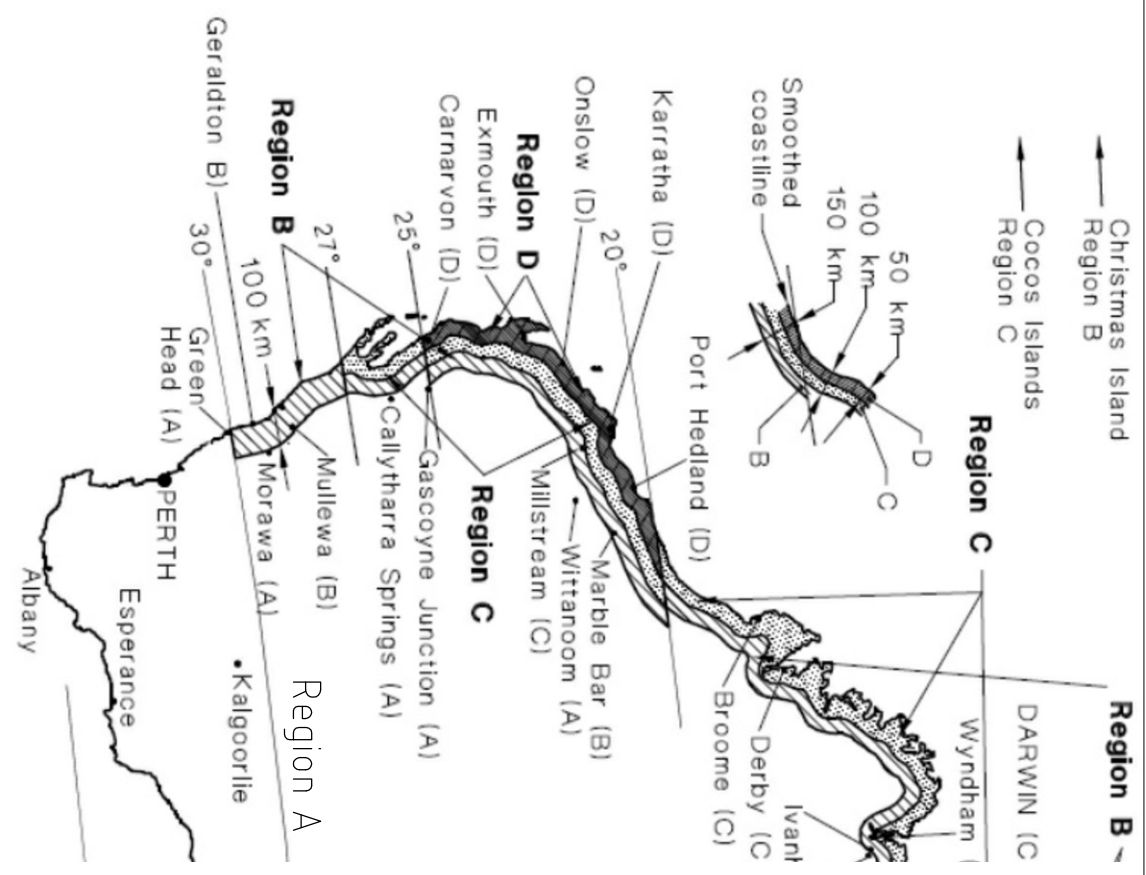 Christmas Island
Region B
Cocos Islands
Region C
Smoothed
coastline
150 km
100 km
50 km
D
C
B
Region C
Region B
DARWIN (C
Wyndham (
Derby (C
Broome (C)
Port Hedland (D)
Karratha (D)
20°
Onslow (D)
RegIon D
Exmouth (D)
Carnarvon (D)
25°
27°
Region B
Geraldton B)
30°
100 km
Green
Head (A)
Marble Bar (B)
Wittanoom (A)
Millstream (C)
Region C
Gascoyne Junction (A)
Callytharra Springs (A)
Mullewa (B)
Morawa (A)
PERTH
Region A
Kalgoorlie
Esperance
Albany